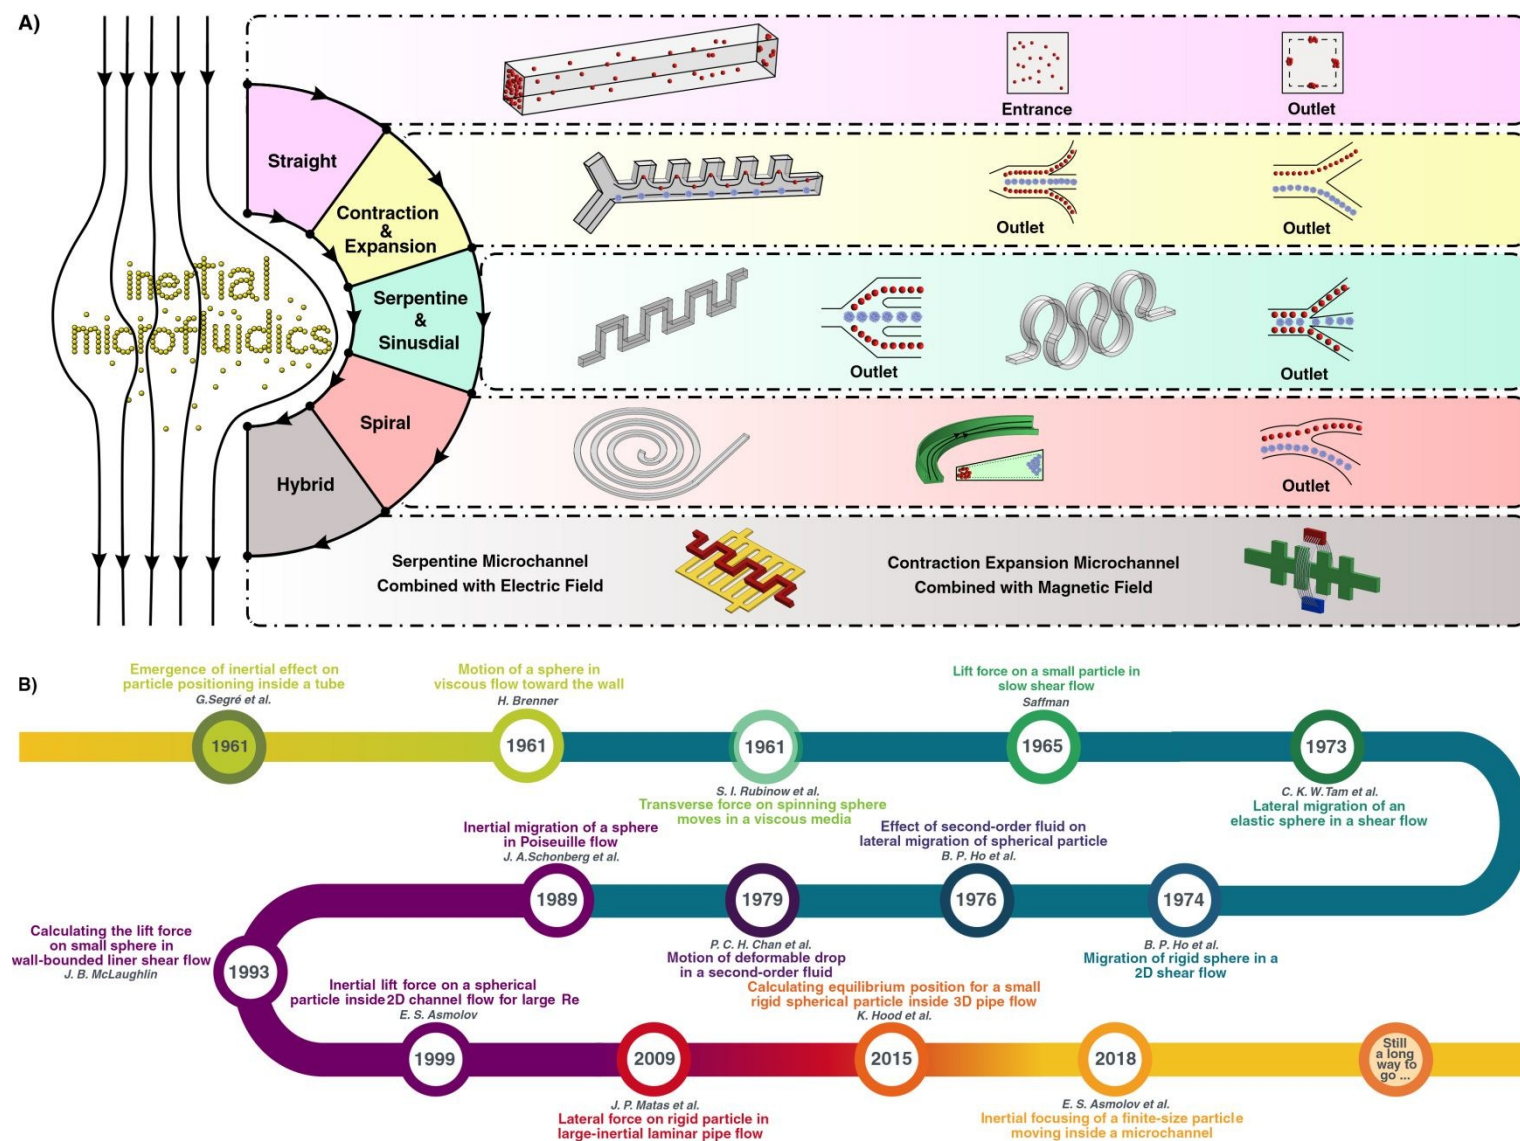 A)
inertial
microfluidics
Straight
Contraction
&
Expansion
Serpentine
&
Sinusdial
Spiral
Hybrid
Entrance
Outlet
Outlet
Outlet
Outlet
Outlet
Outlet
Serpentine Microchannel
Combined with Electric Field
Contraction Expansion Microchannel
Combined with Magnetic Field
B)
Emergence of inertial effect on
particle positioning inside a tube
G.Segré et al.
1961
Motion of a sphere in
viscous flow toward the wall
H. Brenner
1961
1961
S. I. Rubinow et al.
Transverse force on spinning sphere
moves in a viscous media
Lift force on a small particle in
slow shear flow
Saffman
1965
1973
C. K. W.Tam et al.
Lateral migration of an
elastic sphere in a shear flow
1974
B. P. Ho et al.
Migration of rigid sphere in a
2D shear flow
Effect of second-order fluid on
lateral migration of spherical particle
B. P. Ho et al.
1976
1979
P. C. H. Chan et al.
Motion of deformable drop
in a second-order fluid
Inertial migration of a sphere
in Poiseuille flow
J. A.Schonberg et al.
1989
Calculating the lift force
on small sphere in
wall-bounded liner shear flow
J. B. McLaughlin
1993
Inertial lift force on a spherical
particle inside 2D channel flow for large Re
E. S. Asmolov
1999
2009
J. P. Matas et al.
Lateral force on rigid particle in
large-inertial laminar pipe flow
Calculating equilibrium position for a small
rigid spherical particle inside 3D pipe flow
K. Hood et al.
2015
2018
E. S. Asmolov et al.
Inertial focusing of a finite-size particle
moving inside a microchannel
Still
a long
way to
go ...